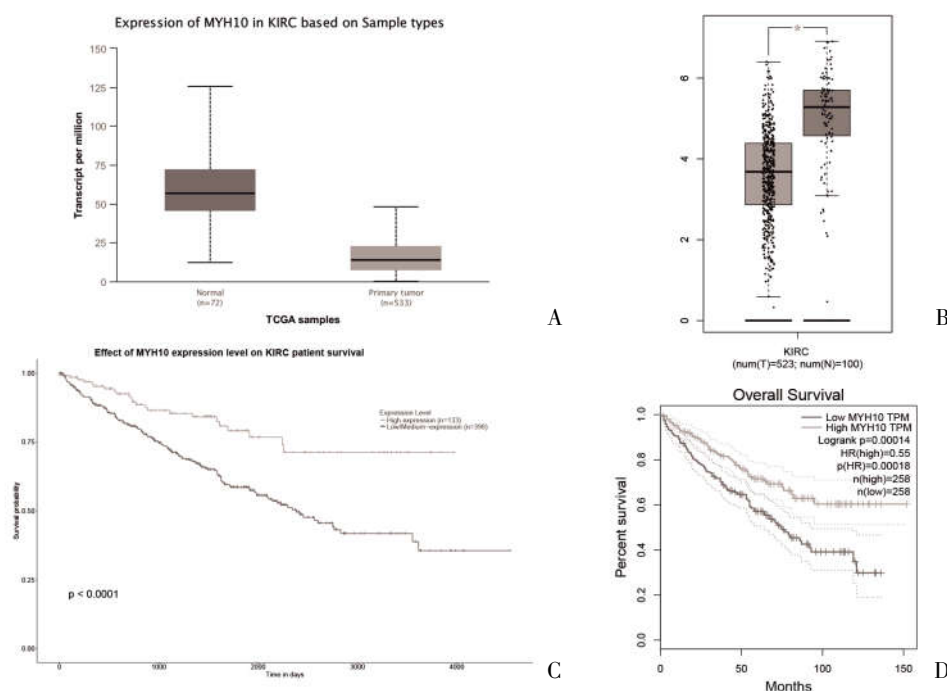 Expression of MYH10 in KIRC based on Sample types
Transcript per million
150
125
100
75
50
25
0
Normal
(n=72)
Primary tumor
(n=533)
TCGA samples
A
*
6
4
2
0
KIRC
(num(T)=523; num(N)=100)
B
Effect of MYH10 expression level on KIRC patient survival
Survival probability
1.00
0.75
0.50
0.25
0.00
Expression Level
High expression (n=133)
Low/Medium-expression (n=398)
p < 0.0001
0
1000
2000
3000
4000
Time in days
C
Overall Survival
Percent survival
1.0
0.8
0.6
0.4
0.2
0.0
Low MYH10 TPM
High MYH10 TPM
Logrank p=0.00014
HR(high)=0.55
p(HR)=0.00018
n(high)=258
n(low)=258
0
50
100
150
Months
D